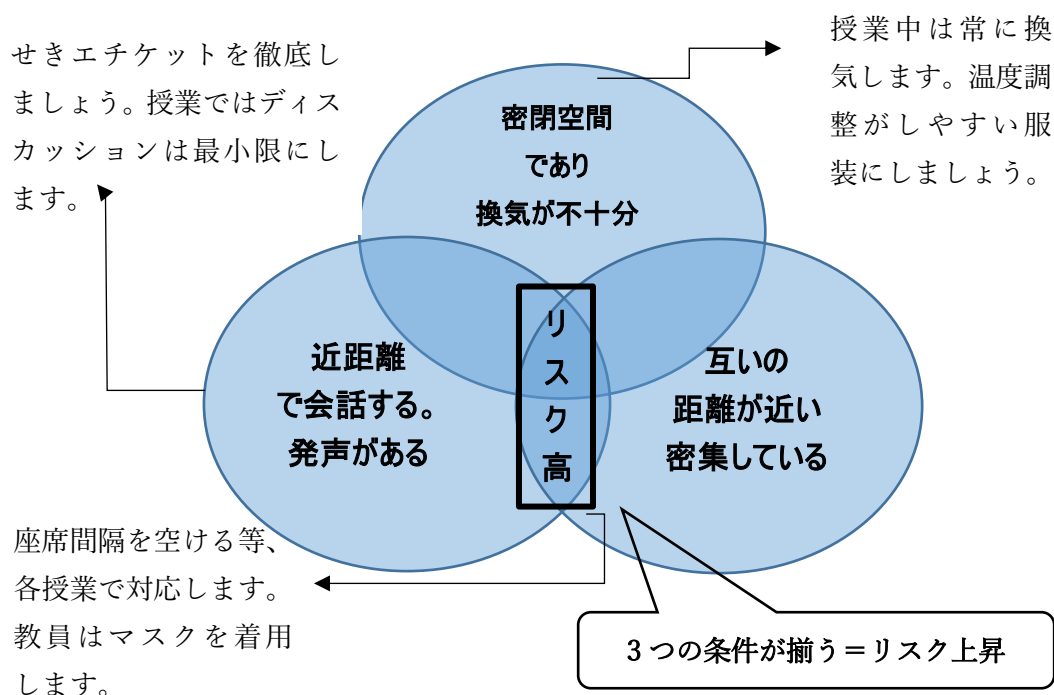 せきエチケットを徹底し
ましょう。授業ではディス
カッションは最小限にし
ます。
授業中は常に換
気します。温度調
整がしやすい服
装にしましょう。
密閉空間
であり
換気が不十分
近距離
で会話する。
発声がある
リスク高
互いの
距離が近い
密集している
座席間隔を空ける等、
各授業で対応します。
教員はマスクを着用
します。
3つの条件が揃う＝リスク上昇